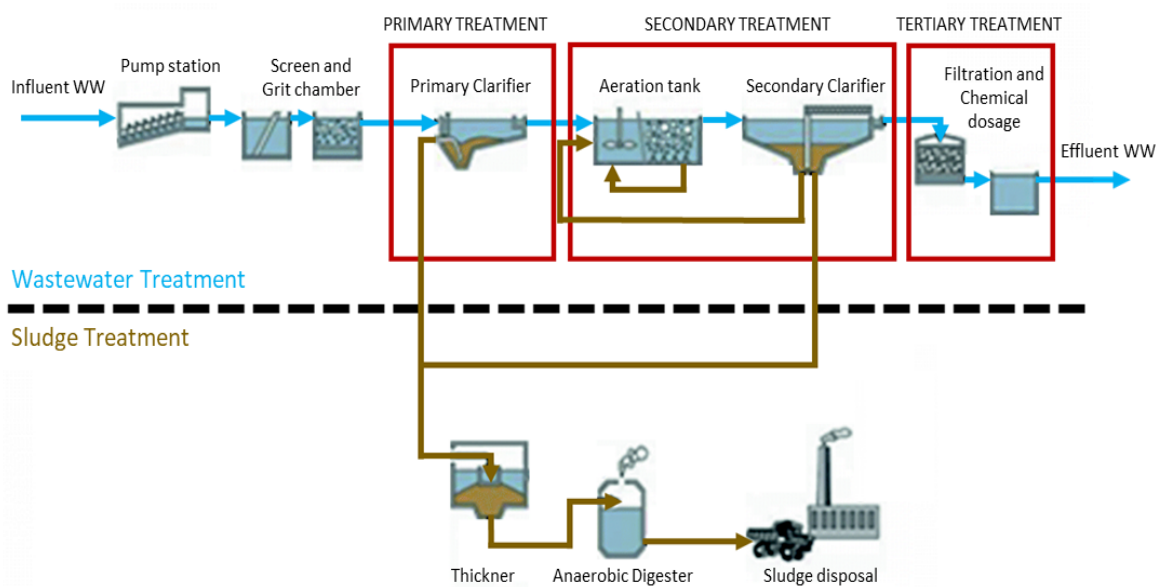 PRIMARY TREATMENT
SECONDARY TREATMENT
TERTIARY TREATMENT
Influent WW
Pump station
Screen and
Grit chamber
Primary Clarifier
Aeration tank
Secondary Clarifier
Filtration and
Chemical
dosage
Effluent WW
Wastewater Treatment
Sludge Treatment
Thickner
Anaerobic Digester
Sludge disposal